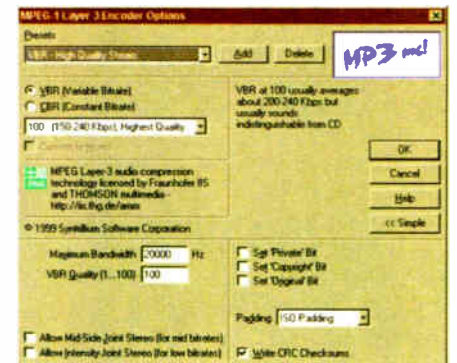 MPEG-1 Layer 3 Encoder Options
Presets
VBR - High Quality Stereo
Add
Delete
MP3 me!
VBR (Variable Bitrate)
CBR (Constant Bitrate)
100 (150-240 Kbps), Highest Quality
VBR at 100 usually averages
about 200-240 Kbps but
usually sounds
indistinguishable from CD
OK
Cancel
Help
<< Simple
MPEG Layer-3 audio compression
technology licensed by Fraunhofer IIS
and THOMSON multimedia -
© 1999 Syntrillium Software Corporation
Maximum Bandwidth 20000 Hz
VBR Quality (1...100) 100
Set 'Private' Bit
Set 'Copyright' Bit
Set 'Original' Bit
Padding ISO Padding
Allow Mid-Side Joint Stereo (for mid bitrates)
Allow Intensity Joint Stereo (for low bitrates)
Write CRC Checksums